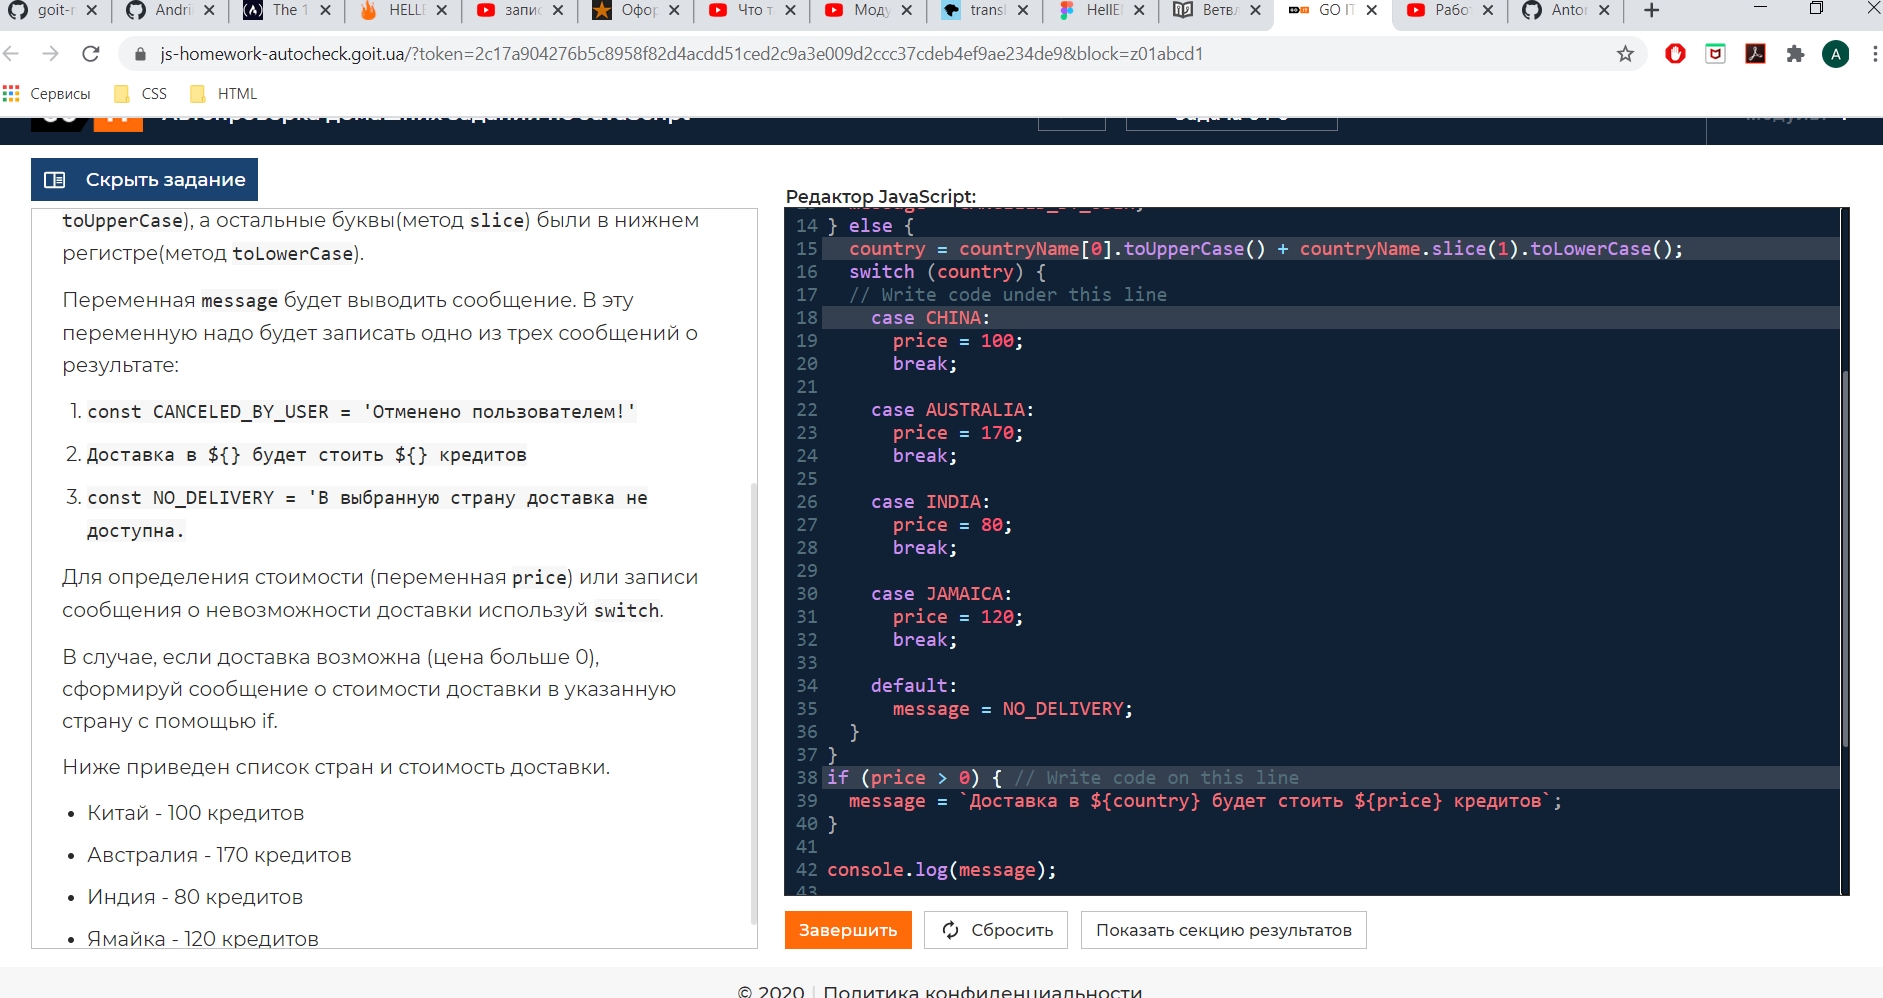 goit-r
Andrii
The 1
HELLE
запис
Офор
Что т
Моду
transl
HellEl
Ветвл
GO IT
Рабо
Anton
js-homework-autocheck.goit.ua/?token=2c17a904276b5c8958f82d4acdd51ced2c9a3e009d2ccc37cdeb4ef9ae234de9&block=z01abcd1
A
Сервисы
CSS
HTML
Автопроверка домашних заданий по JavaScript
Скрыть задание
toUpperCase), а остальные буквы(метод slice) были в нижнем
регистре(метод toLowerCase).
Переменная message будет выводить сообщение. В эту
переменную надо будет записать одно из трех сообщений о
результате:
1. const CANCELED_BY_USER = 'Отменено пользователем!'
2. Доставка в ${} будет стоить ${} кредитов
3. const NO_DELIVERY = 'В выбранную страну доставка не
доступна.
Для определения стоимости (переменная price) или записи
сообщения о невозможности доставки используй switch.
В случае, если доставка возможна (цена больше 0),
сформируй сообщение о стоимости доставки в указанную
страну с помощью if.
Ниже приведен список стран и стоимость доставки.
• Китай - 100 кредитов
• Австралия - 170 кредитов
• Индия - 80 кредитов
• Ямайка - 120 кредитов
Редактор JavaScript:
14 } else {
15 country = countryName[0].toUpperCase() + countryName.slice(1).toLowerCase();
16 switch (country) {
17 // Write code under this line
18 case CHINA:
19 price = 100;
20 break;
21
22 case AUSTRALIA:
23 price = 170;
24 break;
25
26 case INDIA:
27 price = 80;
28 break;
29
30 case JAMAICA:
31 price = 120;
32 break;
33
34 default:
35 message = NO_DELIVERY;
36 }
37 }
38 if (price > 0) { // Write code on this line
39 message = `Доставка в ${country} будет стоить ${price} кредитов`;
40 }
41
42 console.log(message);
43
Завершить
Сбросить
Показать секцию результатов
© 2020 | Политика конфиденциальности